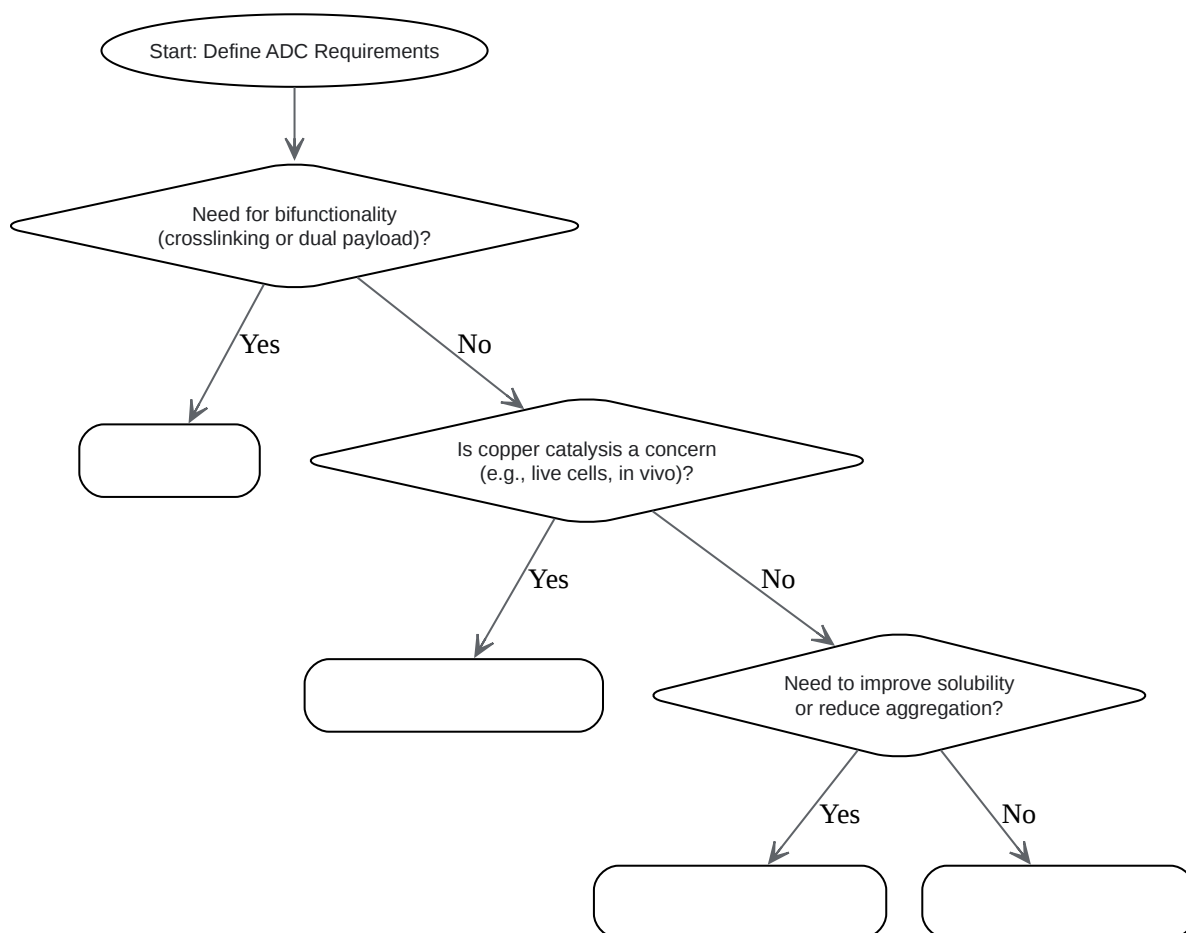 Start: Define ADC Requirements
Need for bifunctionality
(crosslinking or dual payload)?
Yes
No
Is copper catalysis a concern
(e.g., live cells, in vivo)?
Yes
No
Need to improve solubility
or reduce aggregation?
Yes
No